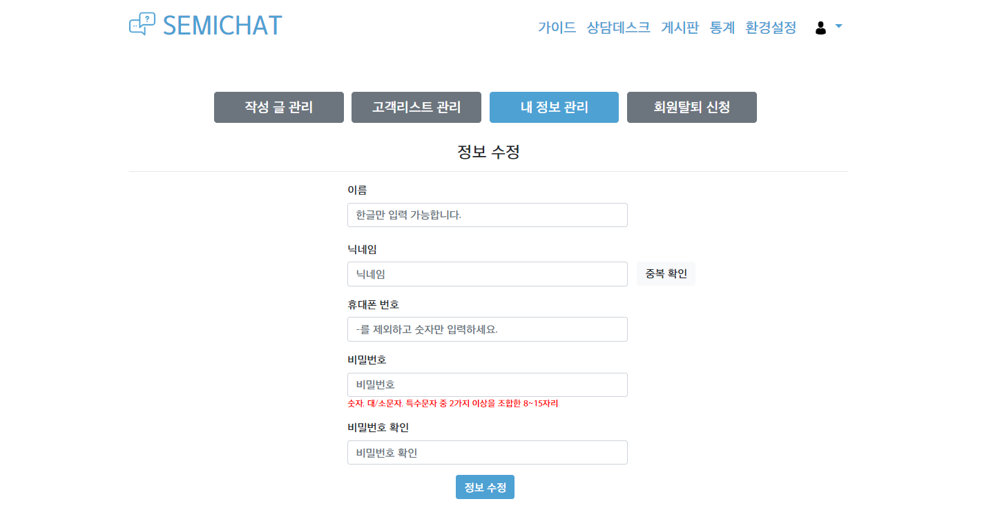 SEMICHAT
가이드 상담데스크 게시판 통계 환경설정
작성 글 관리 고객리스트 관리 내 정보 관리 회원탈퇴 신청
정보 수정
이름
한글만 입력 가능합니다.
닉네임
닉네임 중복 확인
휴대폰 번호
-를 제외하고 숫자만 입력하세요.
비밀번호
비밀번호
숫자, 대/소문자, 특수문자 중 2가지 이상을 조합한 8~15자리
비밀번호 확인
비밀번호 확인
정보 수정